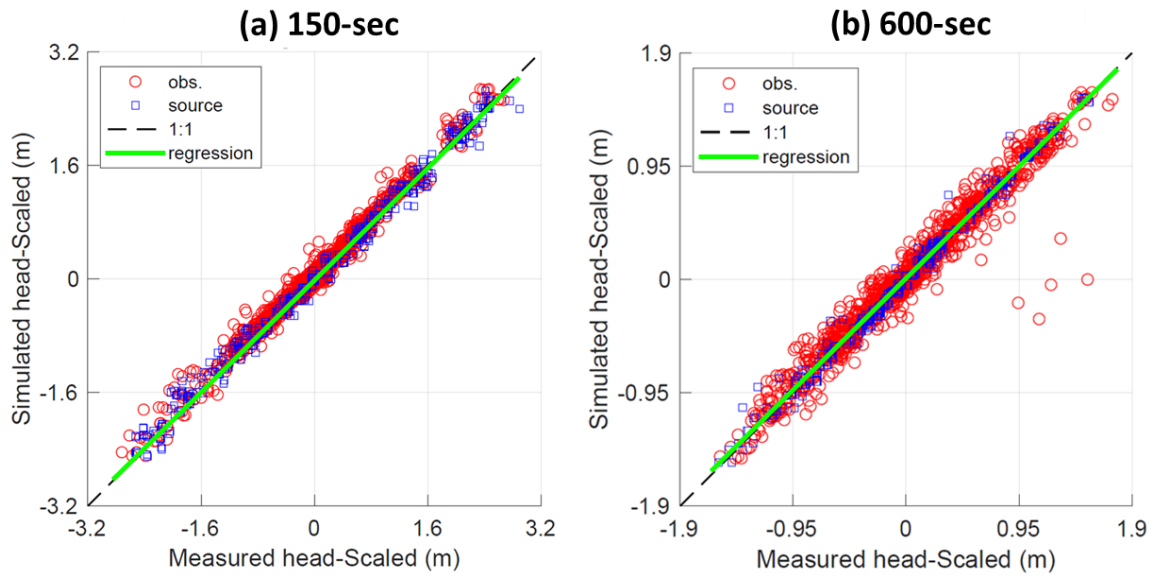 (a) 150-sec
3.2
1.6
0
-1.6
-3.2
Simulated head-Scaled (m)
obs.
source
1:1
regression
-3.2 -1.6 0 1.6 3.2
Measured head-Scaled (m)
(b) 600-sec
1.9
0.95
0
-0.95
-1.9
Simulated head-Scaled (m)
obs.
source
1:1
regression
-1.9 -0.95 0 0.95 1.9
Measured head-Scaled (m)